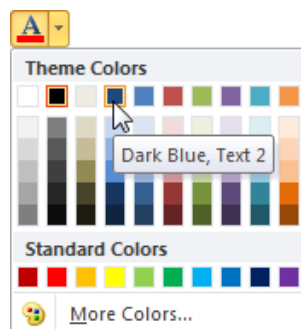 A
Theme Colors
Dark Blue, Text 2
Standard Colors
More Colors...